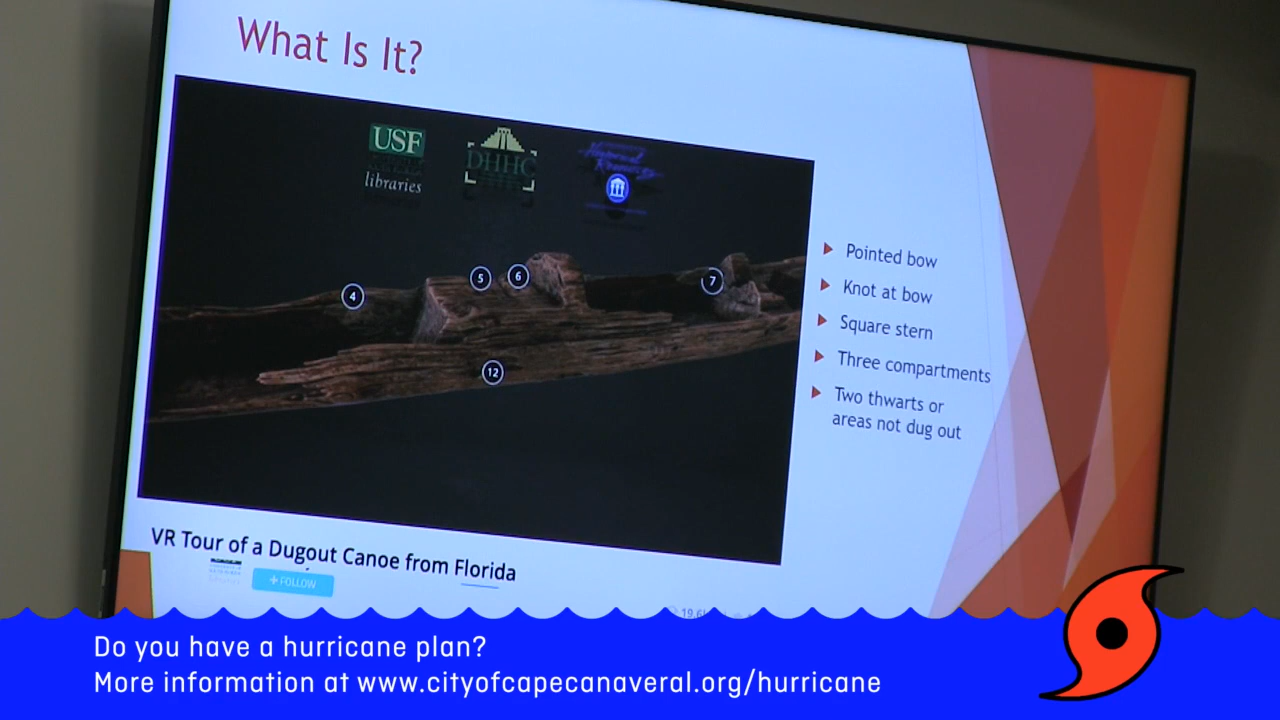 What Is It?
USF
libraries
DHHC
4
5
6
7
12
Pointed bow
Knot at bow
Square stern
Three compartments
Two thwarts or
areas not dug out
VR Tour of a Dugout Canoe from Florida
+ FOLLOW
Do you have a hurricane plan?
More information at www.cityofcapecanaveral.org/hurricane